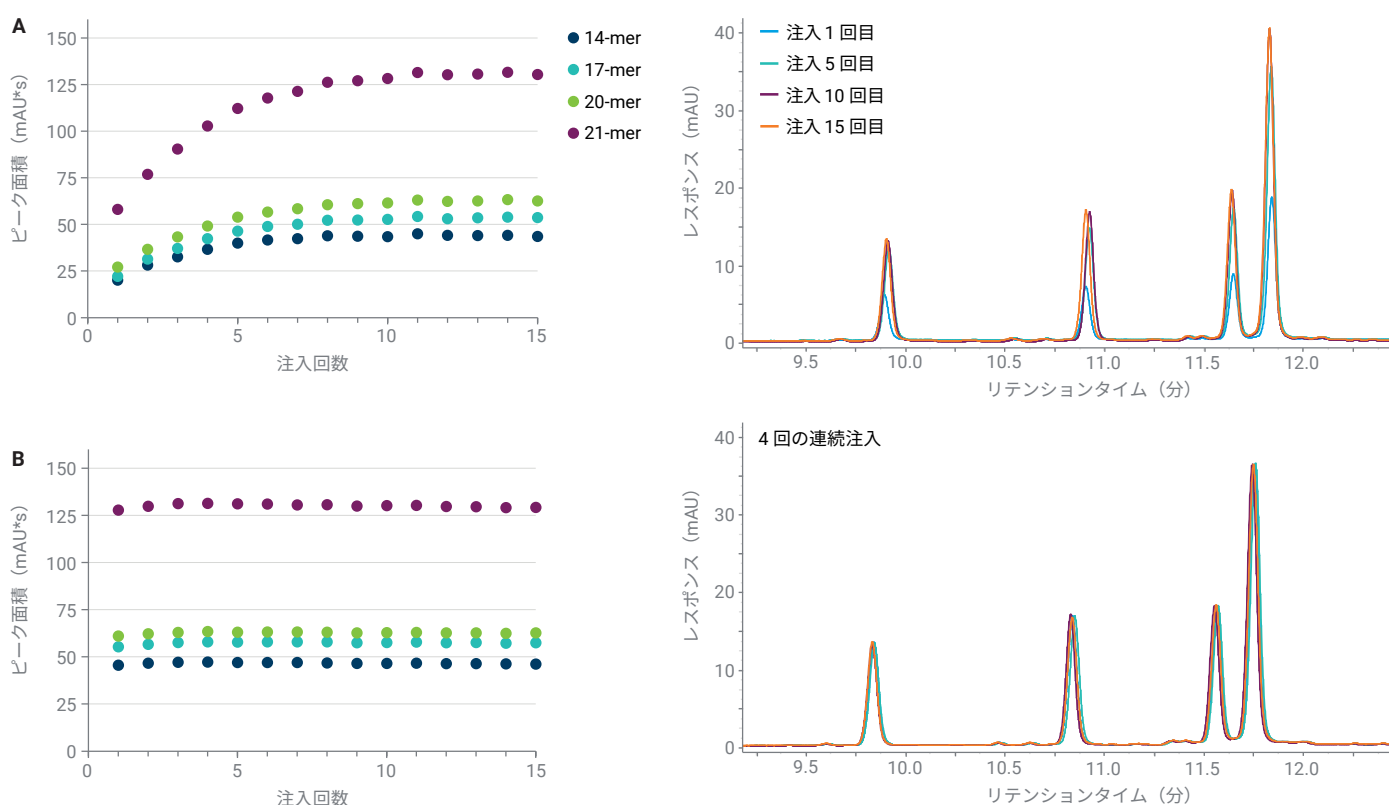 A
ピーク面積（mAU*s）
150
125
100
75
50
25
0
0
5
10
15
注入回数
14-mer
17-mer
20-mer
21-mer
レスポンス（mAU）
40
30
20
10
0
注入 1 回目
注入 5 回目
注入 10 回目
注入 15 回目
9.5
10.0
10.5
11.0
11.5
12.0
リテンションタイム（分）
B
ピーク面積（mAU*s）
150
125
100
75
50
25
0
0
5
10
15
注入回数
4 回の連続注入
レスポンス（mAU）
40
30
20
10
0
9.5
10.0
10.5
11.0
11.5
12.0
リテンションタイム（分）